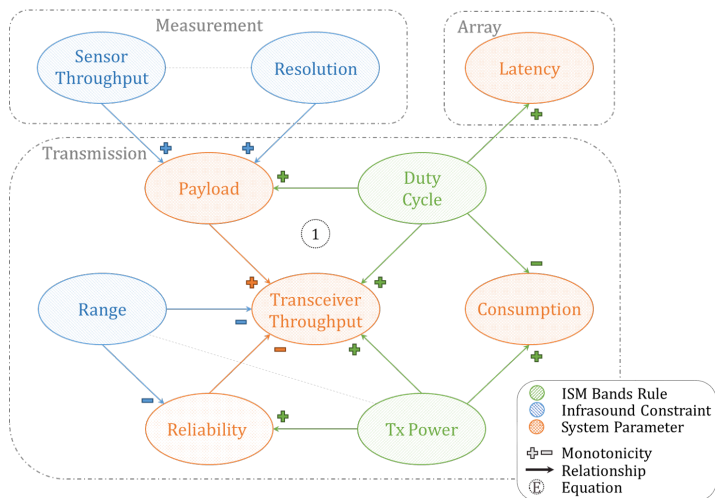 Measurement
Array
Sensor
Throughput
Resolution
Latency
Transmission
Payload
Duty
Cycle
1
Range
Transceiver
Throughput
Consumption
Reliability
Tx Power
ISM Bands Rule
Infrasound Constraint
System Parameter
Monotonicity
Relationship
E Equation